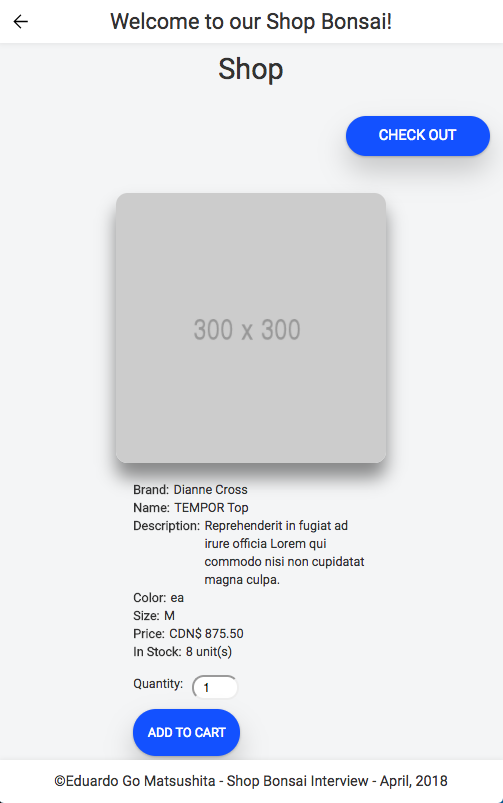 Welcome to our Shop Bonsai!
Shop
CHECK OUT
300 x 300
Brand: Dianne Cross
Name: TEMPOR Top
Description: Reprehenderit in fugiat ad
irure officia Lorem qui
commodo nisi non cupidatat
magna culpa.
Color: ea
Size: M
Price: CDN$ 875.50
In Stock: 8 unit(s)
Quantity: 1
ADD TO CART
©Eduardo Go Matsushita - Shop Bonsai Interview - April, 2018